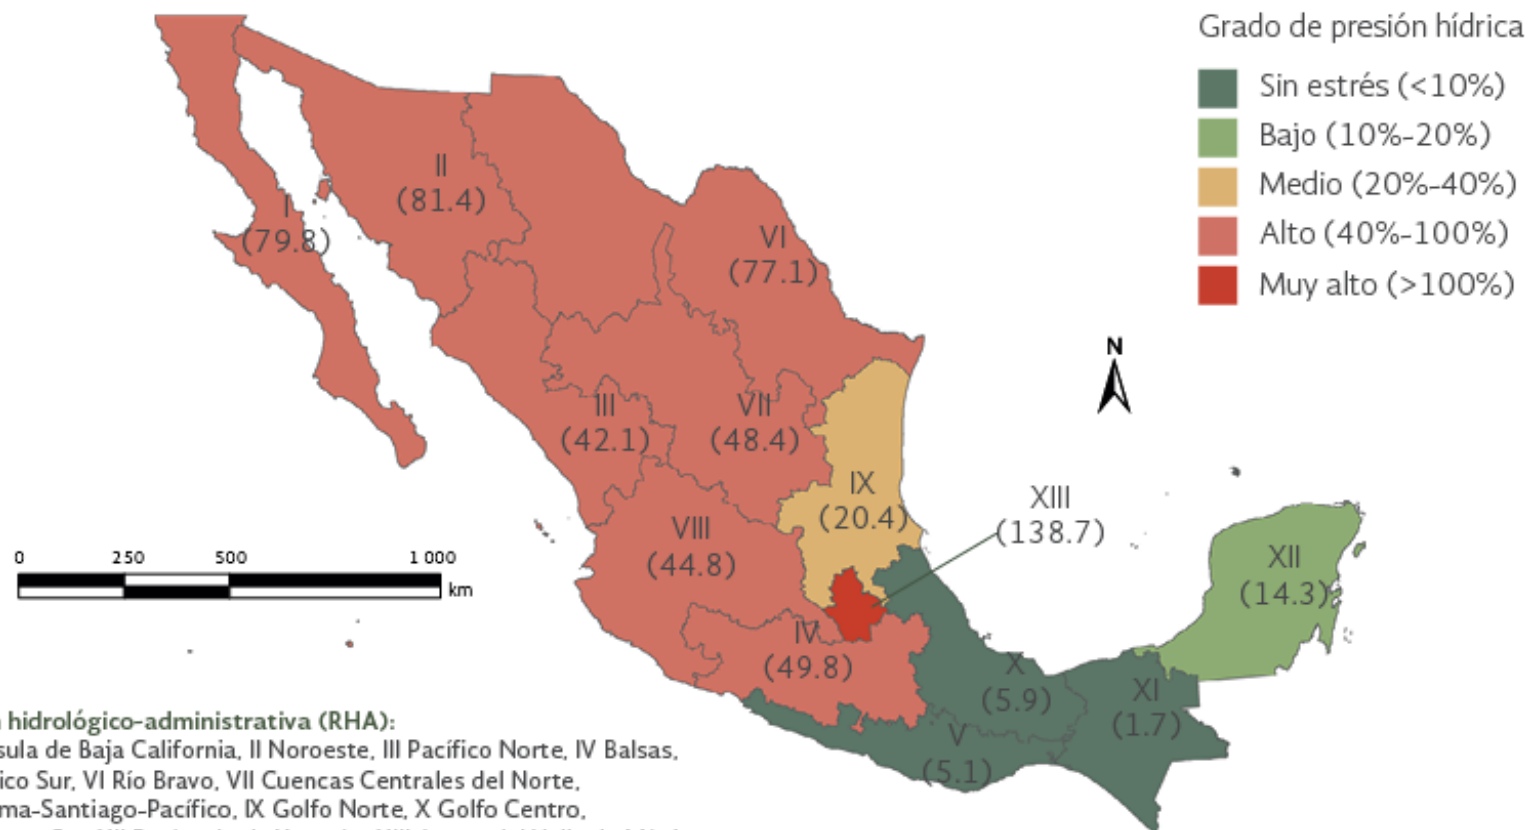 Grado de presión hídrica
Sin estrés (<10%)
Bajo (10%-20%)
Medio (20%-40%)
Alto (40%-100%)
Muy alto (>100%)
II
(81.4)
I
(79.8)
VI
(77.1)
N
III
(42.1)
VII
(48.4)
IX
(20.4)
XIII
(138.7)
VIII
(44.8)
XII
(14.3)
0 250 500 1 000
km
IV
(49.8)
X
(5.9)
XI
(1.7)
V
(5.1)
hidrológico-administrativa (RHA):
de Baja California, II Noroeste, III Pacífico Norte, IV Balsas,
Sur, VI Río Bravo, VII Cuencas Centrales del Norte,
ma-Santiago-Pacífico, IX Golfo Norte, X Golfo Centro,